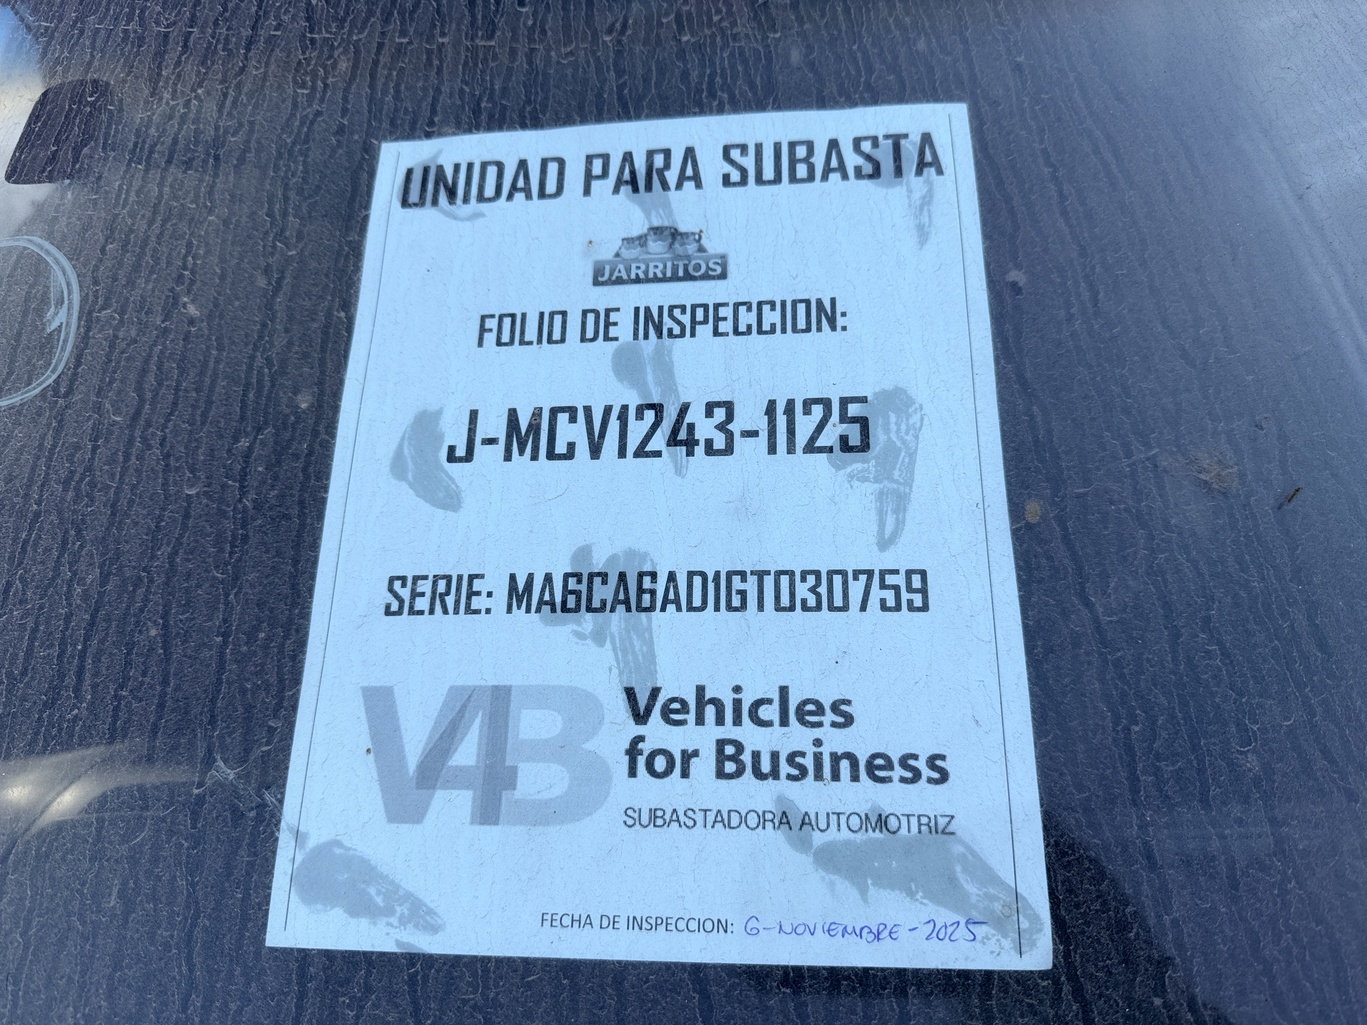 UNIDAD PARA SUBASTA
JARRITOS
FOLIO DE INSPECCION:
J-MCV1243-1125
SERIE: MA6CA6AD1GT030759
V4B
Vehicles
for Business
SUBASTADORA AUTOMOTRIZ
FECHA DE INSPECCION: 6-NOVIEMBRE-2025